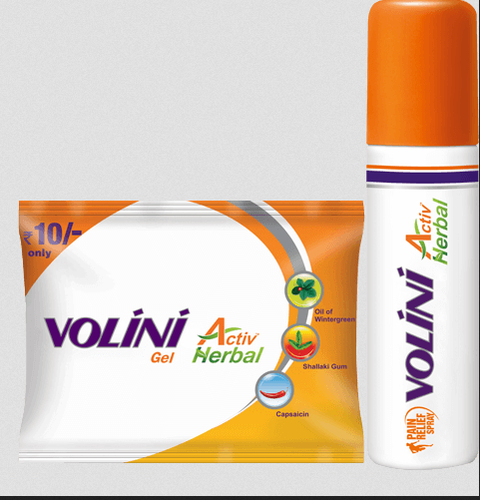 ₹10/-
only
VOLINI
Gel
Activ
Herbal
Oil of
Wintergreen
Shallaki Gum
Capsaicin
VOLINI
Activ
Herbal
PAIN
RELIEF
SPRAY